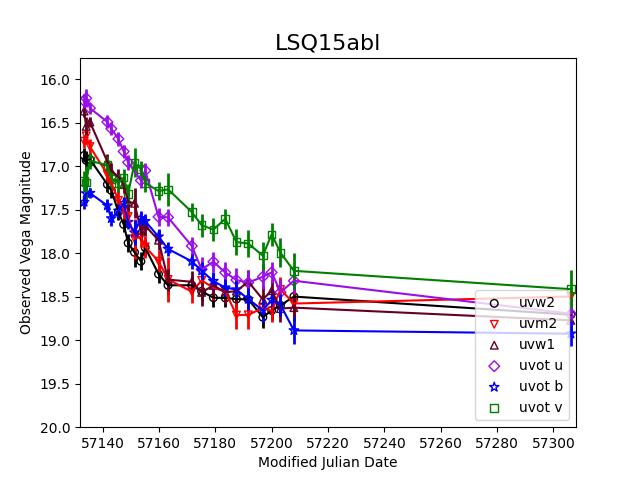 LSQ15abl
Observed Vega Magnitude
16.0
16.5
17.0
17.5
18.0
18.5
19.0
19.5
20.0
uvw2
uvm2
uvw1
uvot u
uvot b
uvot v
57140 57160 57180 57200 57220 57240 57260 57280 57300
Modified Julian Date